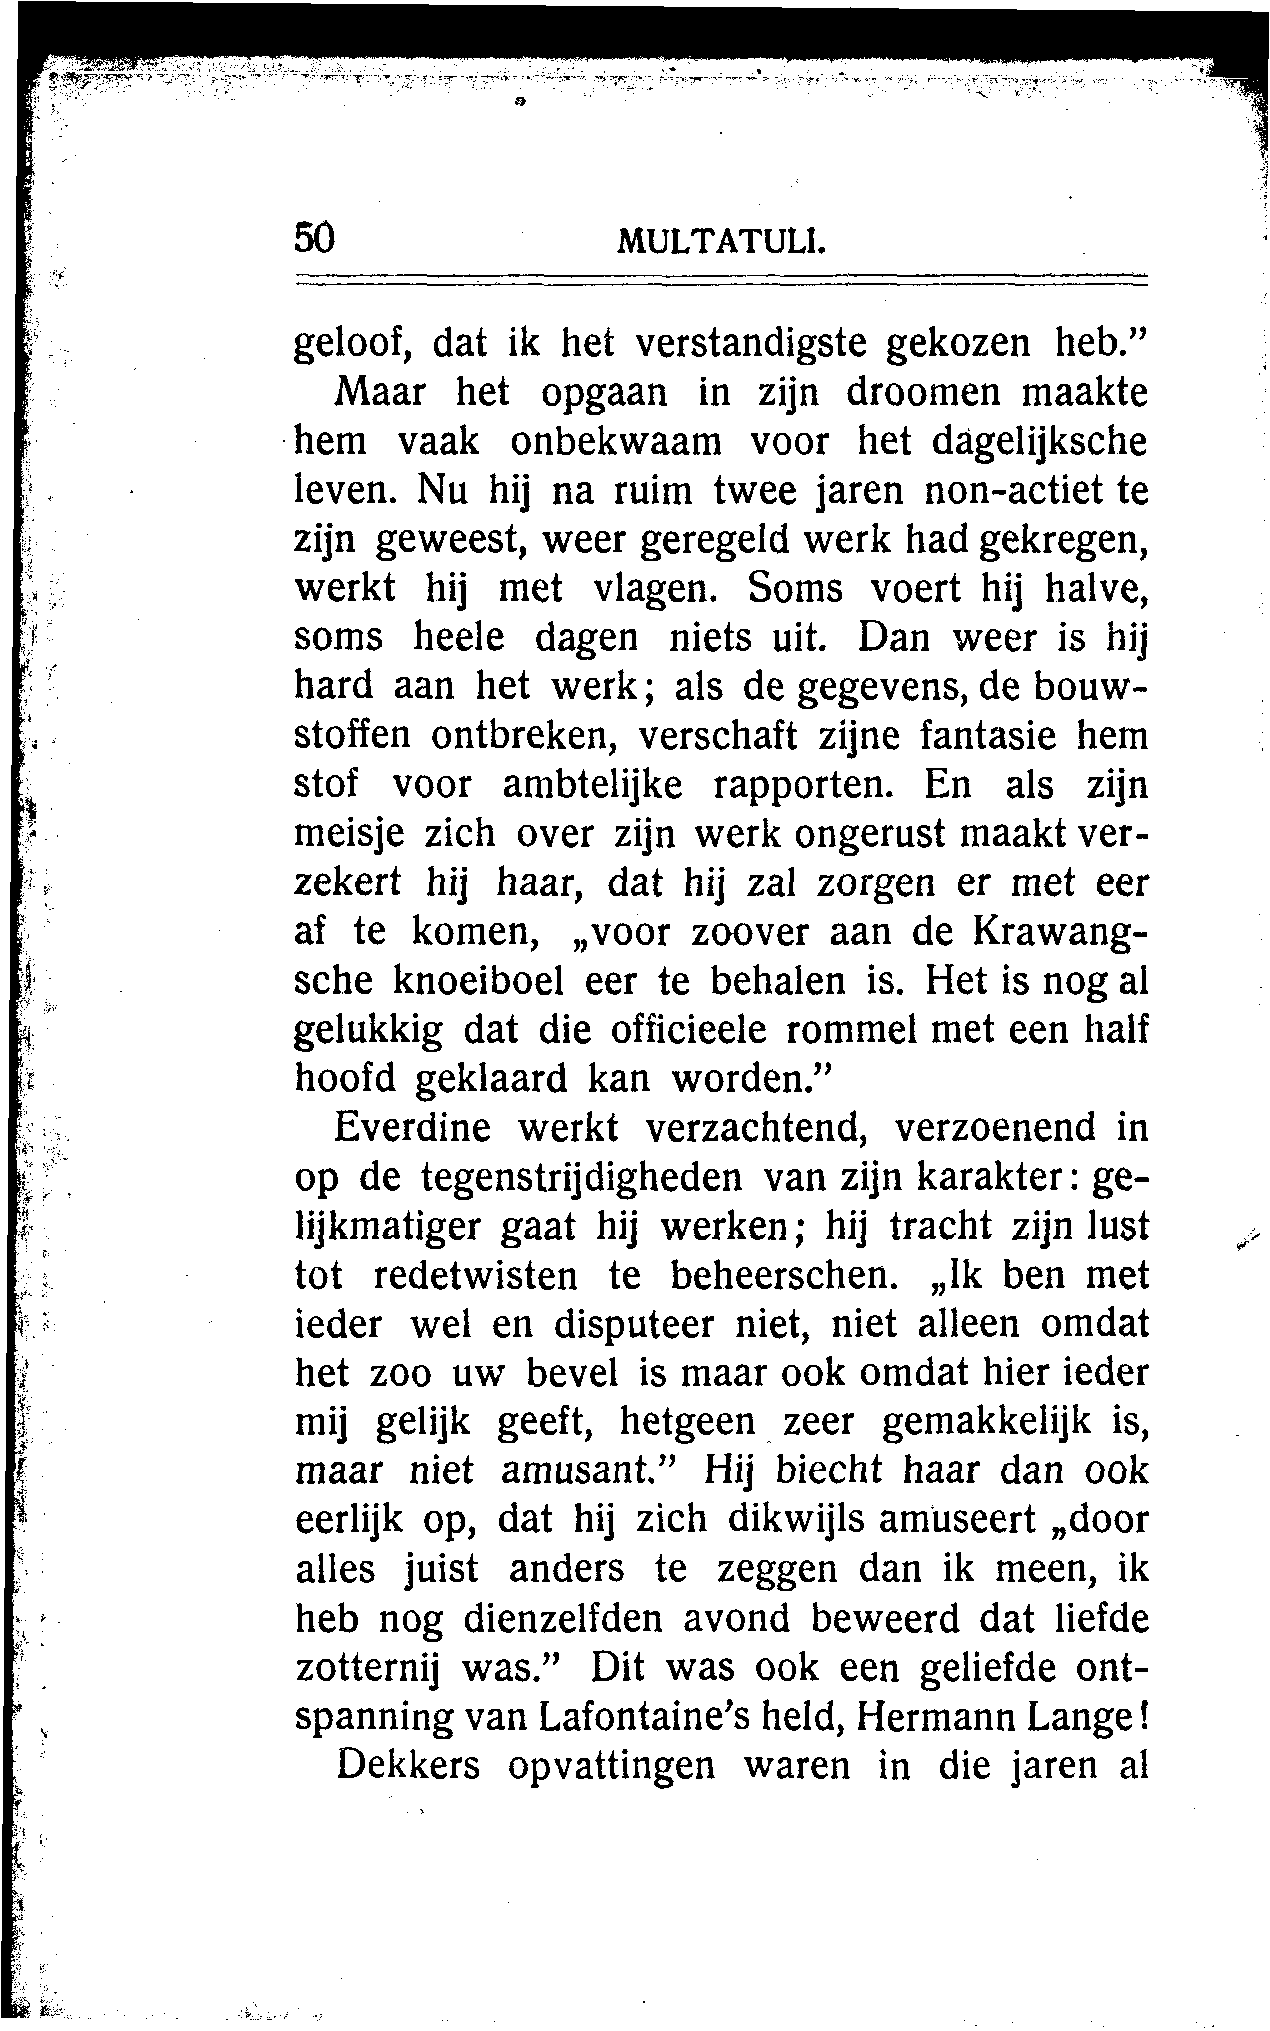 50 MULTATULI.
geloof, dat ik het verstandigste gekozen heb.”
Maar het opgaan in zijn droomen maakte
hem vaak onbekwaam voor het dagelijksche
leven. Nu hij na ruim twee jaren non-actiet te
zijn geweest, weer geregeld werk had gekregen,
werkt hij met vlagen. Soms voert hij halve,
soms heele dagen niets uit. Dan weer is hij
hard aan het werk; als de gegevens, de bouw-
stoffen ontbreken, verschaft zijne fantasie hem
stof voor ambtelijke rapporten. En als zijn
meisje zich over zijn werk ongerust maakt ver-
zekert hij haar, dat hij zal zorgen er met eer
af te komen, „voor zoover aan de Krawang-
sche knoeiboel eer te behalen is. Het is nog al
gelukkig dat die officieele rommel met een half
hoofd geklaard kan worden.”
Everdine werkt verzachtend, verzoenend in
op de tegenstrijdigheden van zijn karakter: ge-
lijkmatiger gaat hij werken; hij tracht zijn lust
tot redetwisten te beheerschen. „Ik ben met
ieder wel en disputeer niet, niet alleen omdat
het zoo uw bevel is maar ook omdat hier ieder
mij gelijk geeft, hetgeen zeer gemakkelijk is,
maar niet amusant.” Hij biecht haar dan ook
eerlijk op, dat hij zich dikwijls amuseert „door
alles juist anders te zeggen dan ik meen, ik
heb nog dienzelfden avond beweerd dat liefde
zotternij was.” Dit was ook een geliefde ont-
spanning van Lafontaine’s held, Hermann Lange!
Dekkers opvattingen waren in die jaren al